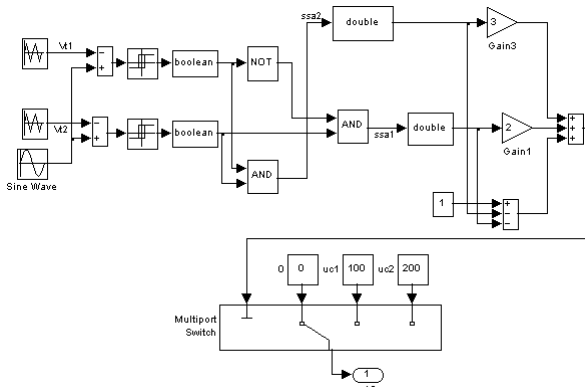 ssa2
double
3
Gain3
Vt1
−
+
boolean
NOT
+
+
+
Vt2
−
+
boolean
AND
ssa1
double
2
Gain1
Sine Wave
AND
1
+
−
−
0
0
uc1
100
uc2
200
Multiport
Switch
1